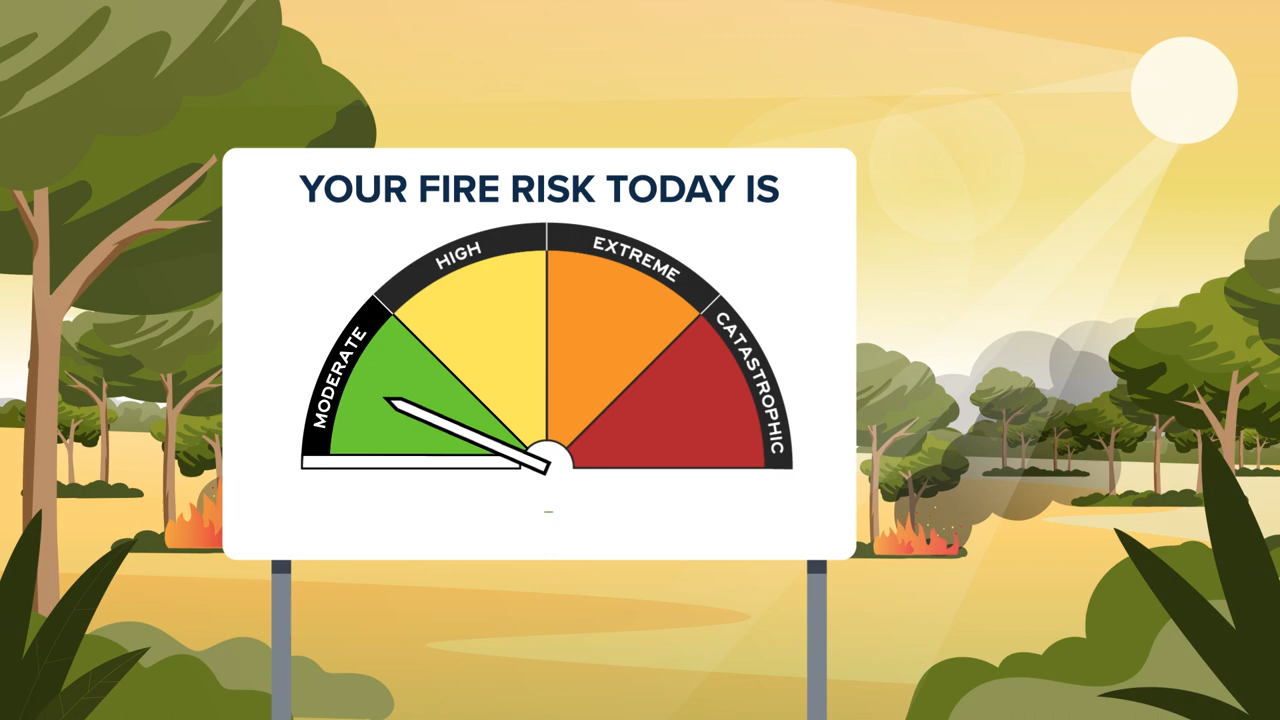 YOUR FIRE RISK TODAY IS
MODERATE
HIGH
EXTREME
CATASTROPHIC